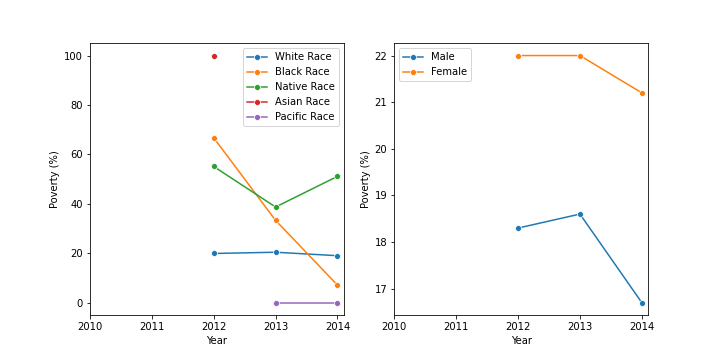 100
80
60
40
20
0
Poverty (%)
2010 2011 2012 2013 2014
Year
White Race
Black Race
Native Race
Asian Race
Pacific Race
22
21
20
19
18
17
Poverty (%)
2010 2011 2012 2013 2014
Year
Male
Female